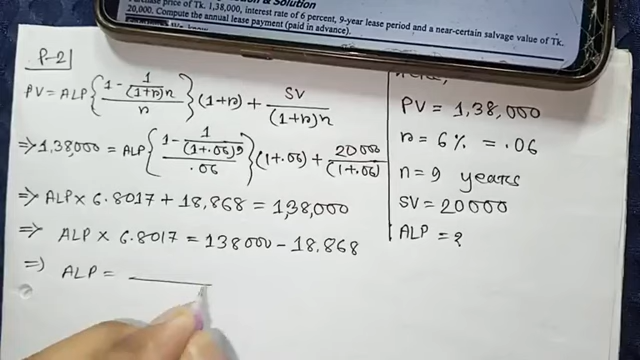 purchase price of Tk. 1,38,000, interest rate of 6 percent, 9-year lease period and a near-certain salvage value of Tk.
20,000. Compute the annual lease payment (paid in advance).
P-2
PV = ALP { (1 - 1/(1+r)n) / r } (1+r) + SV/(1+r)n
⇒ 1,38,000 = ALP { (1 - 1/(1+.06)9) / .06 } (1+.06) + 20000/(1+.06)
⇒ ALP × 6.8017 + 18,868 = 1,38,000
⇒ ALP × 6.8017 = 138000 - 18,868
⇒ ALP =
PV = 1,38,000
r = 6% = .06
n = 9 years
SV = 20000
ALP = ?